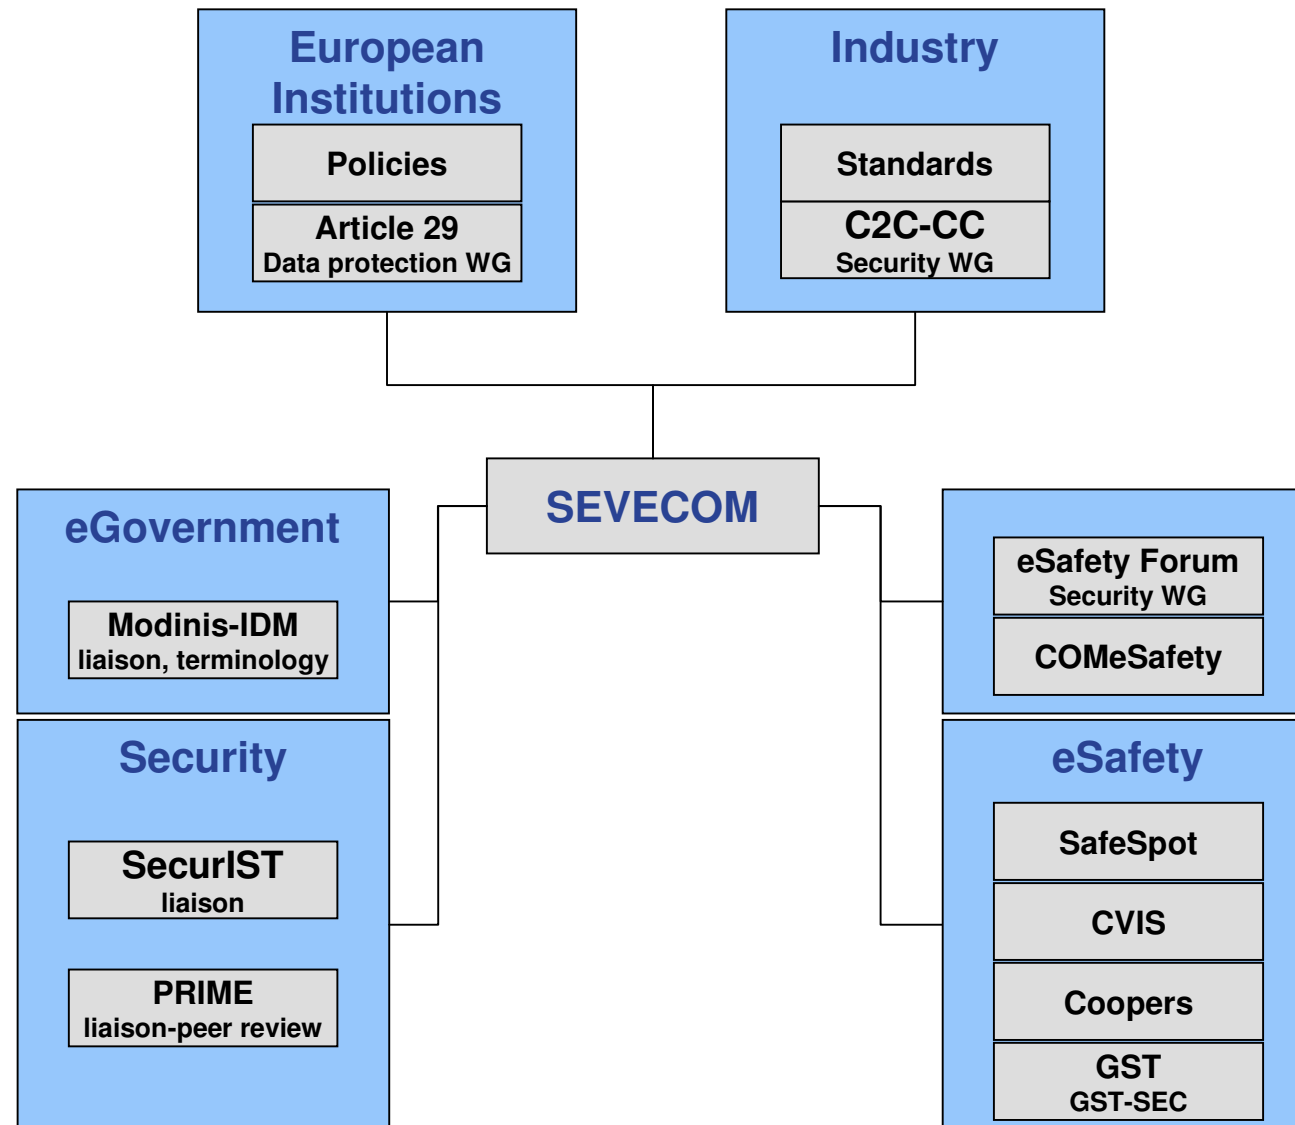 European
Institutions
Policies
Article 29
Data protection WG
Industry
Standards
C2C-CC
Security WG
SEVECOM
eGovernment
Modinis-IDM
liaison, terminology
Security
SecurIST
liaison
PRIME
liaison-peer review
eSafety Forum
Security WG
COMeSafety
eSafety
SafeSpot
CVIS
Coopers
GST
GST-SEC